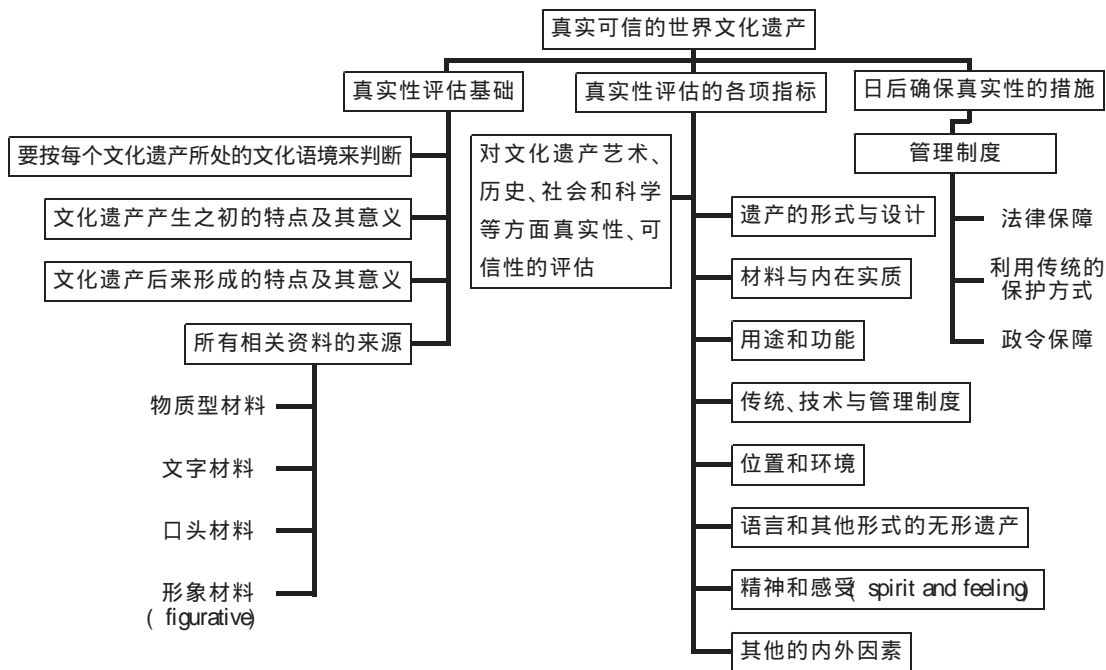 真实可信的世界文化遗产
真实性评估基础
真实性评估的各项指标
日后确保真实性的措施
要按每个文化遗产所处的文化语境来判断
文化遗产产生之初的特点及其意义
文化遗产后来形成的特点及其意义
所有相关资料的来源
物质型材料
文字材料
口头材料
形象材料
( figurative)
对文化遗产艺术、
历史、社会和科学
等方面真实性、可
信性的评估
遗产的形式与设计
材料与内在实质
用途和功能
传统、技术与管理制度
位置和环境
语言和其他形式的无形遗产
精神和感受( spirit and feeling)
其他的内外因素
管理制度
法律保障
利用传统的
保护方式
政令保障